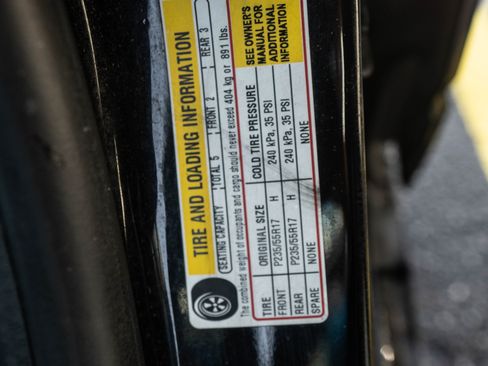 TIRE AND LOADING INFORMATION
SEATING CAPACITY TOTAL 5 FRONT 2 REAR 3
The combined weight of occupants and cargo should never exceed 404 kg or 891 lbs.
TIRE ORIGINAL SIZE COLD TIRE PRESSURE
FRONT P235/55R17 H 240 kPa, 35 PSI
REAR P235/55R17 H 240 kPa, 35 PSI
SPARE NONE NONE
SEE OWNER'S
MANUAL FOR
ADDITIONAL
INFORMATION